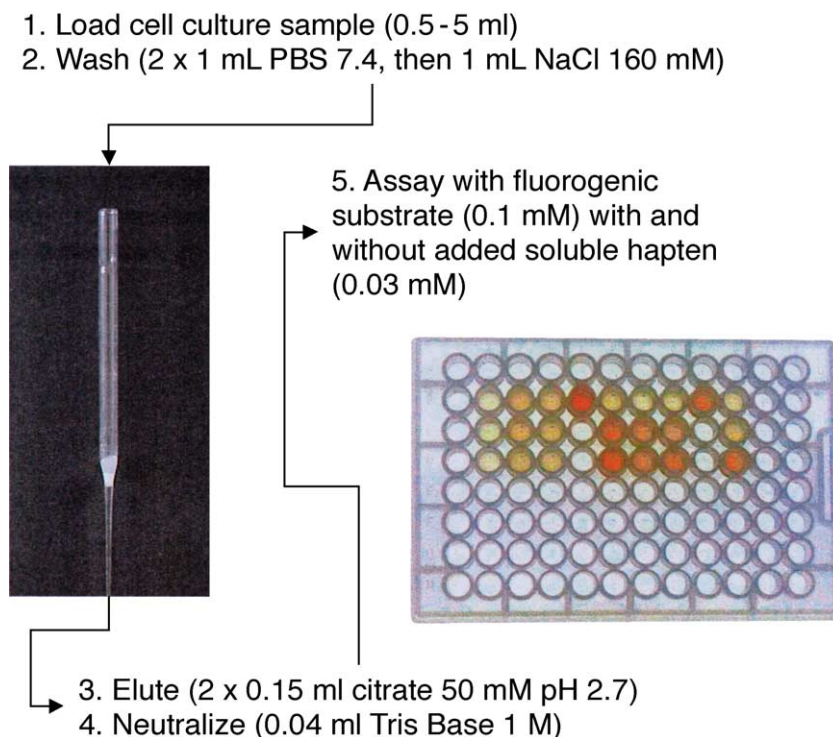 1. Load cell culture sample (0.5-5 ml)
2. Wash (2 x 1 mL PBS 7.4, then 1 mL NaCl 160 mM)
5. Assay with fluorogenic
substrate (0.1 mM) with and
without added soluble hapten
(0.03 mM)
3. Elute (2 x 0.15 ml citrate 50 mM pH 2.7)
4. Neutralize (0.04 ml Tris Base 1 M)